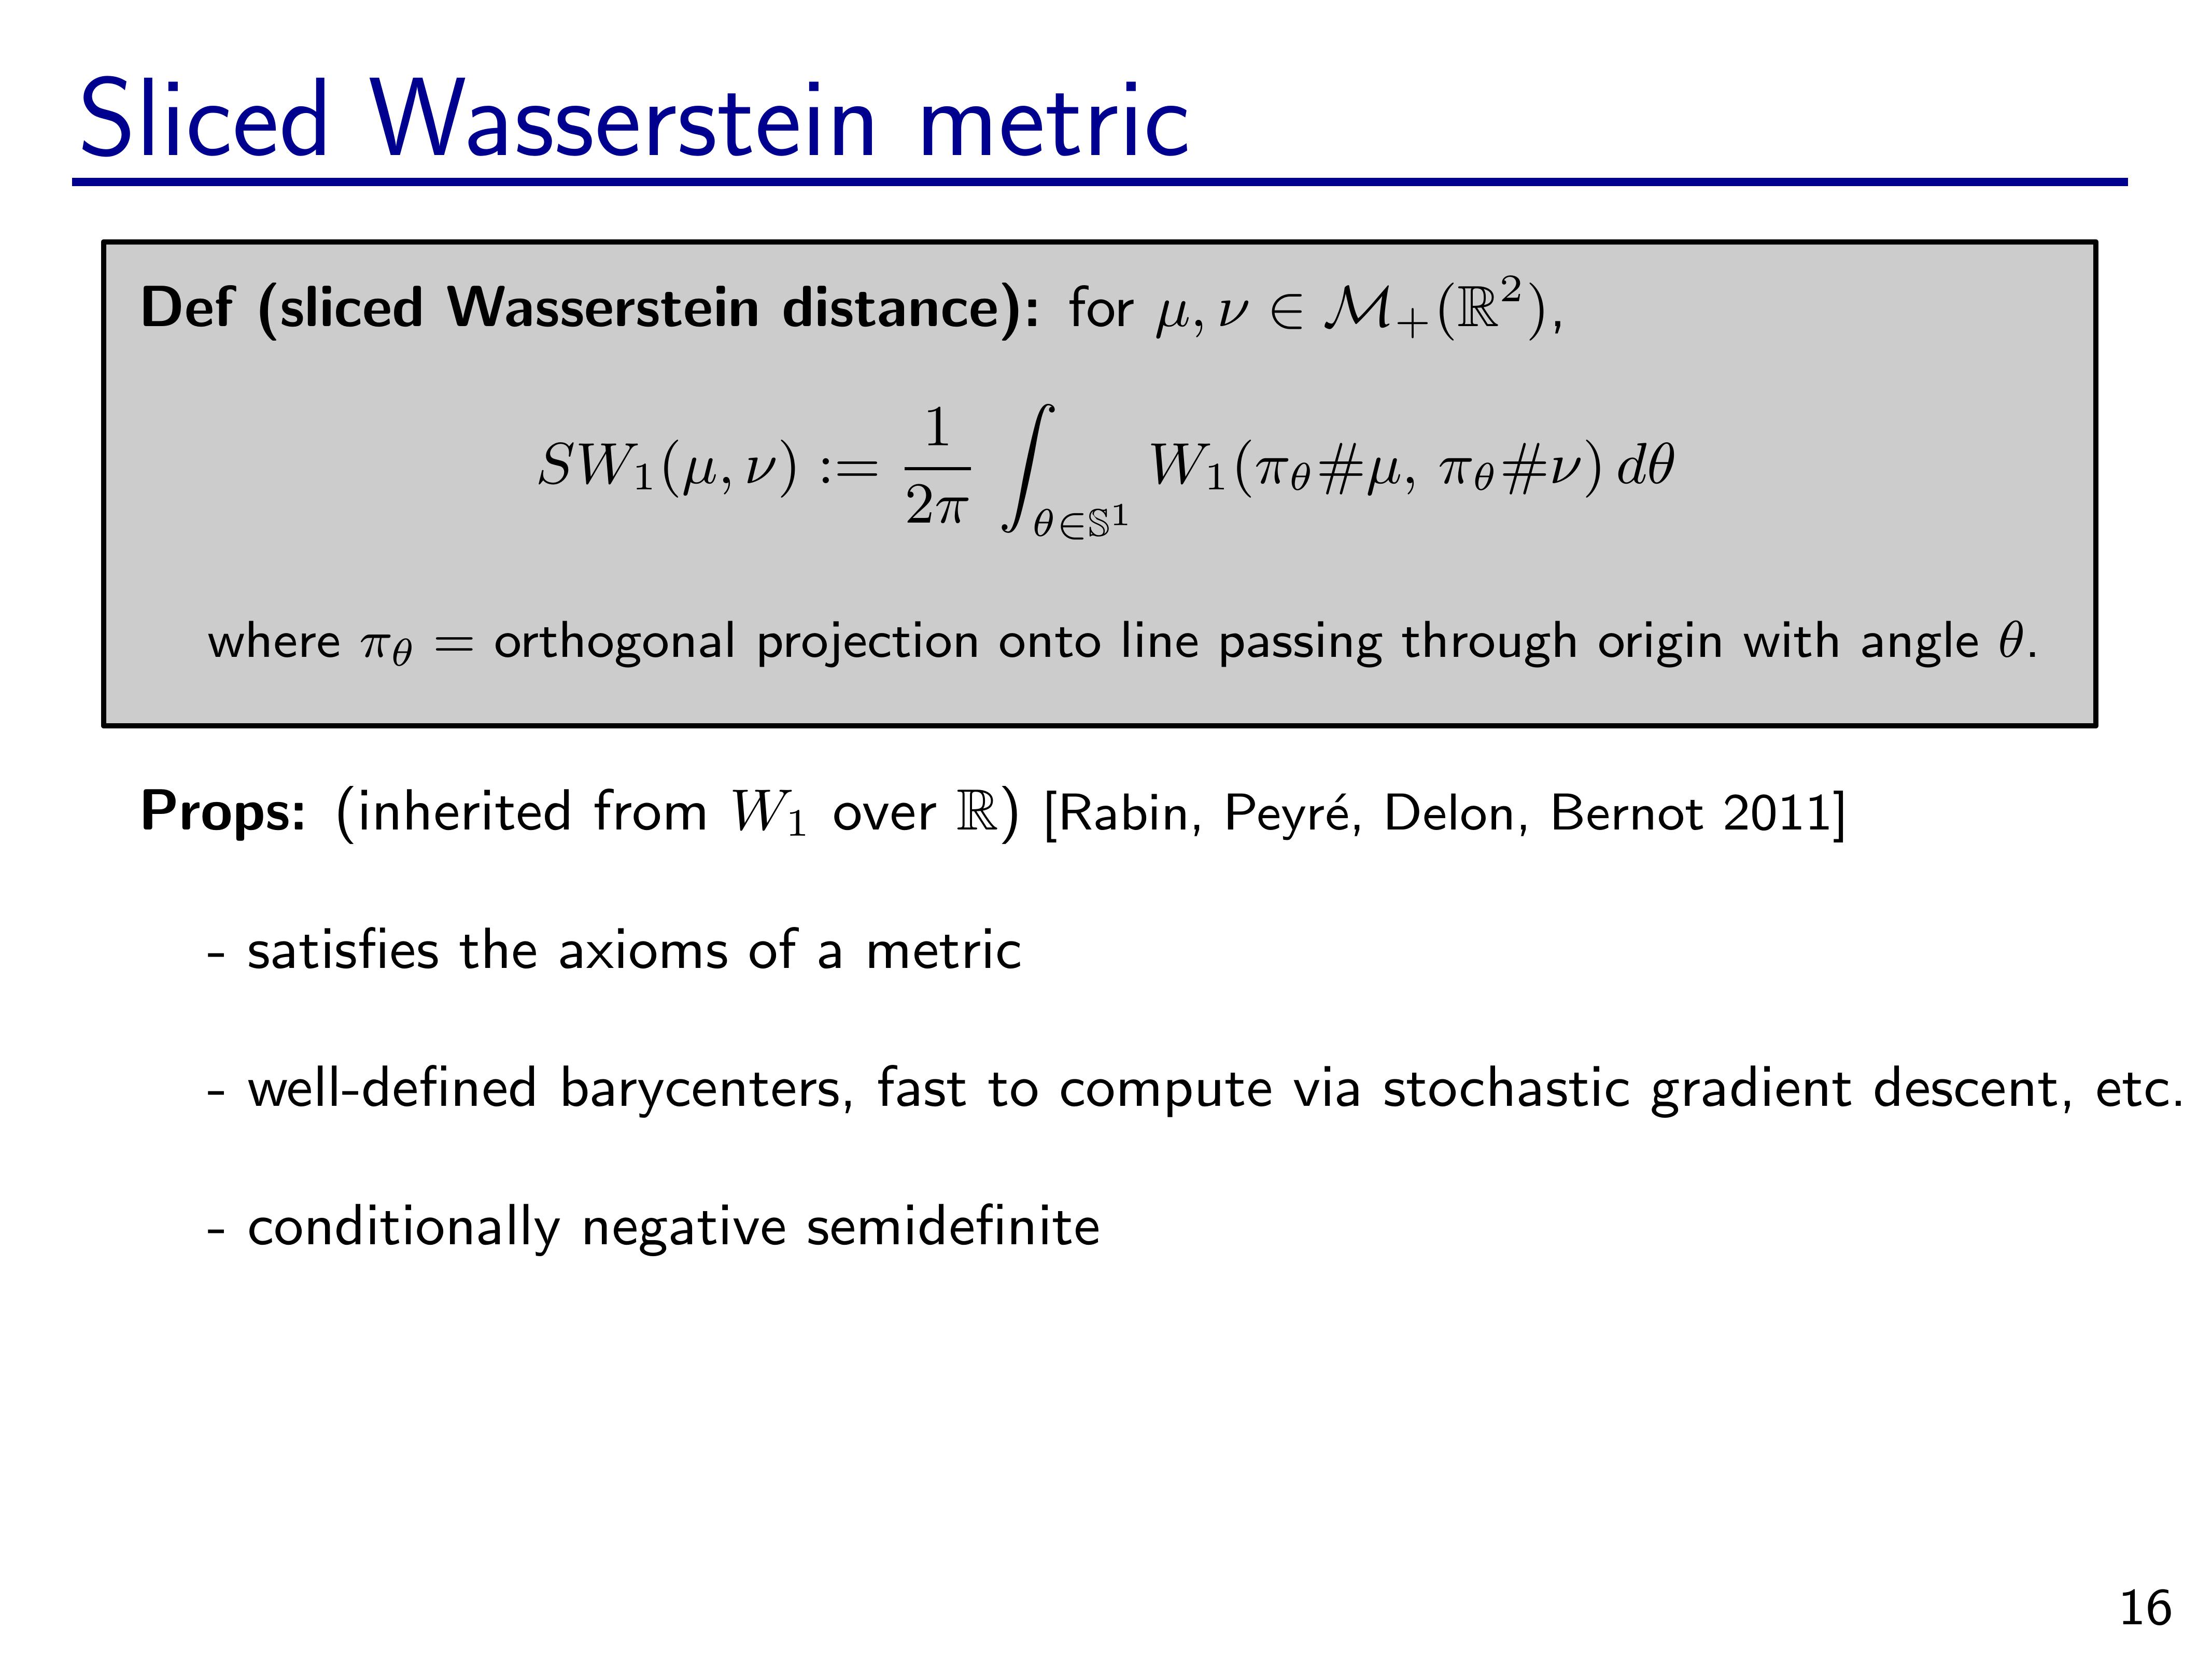 Sliced Wasserstein metric
Def (sliced Wasserstein distance): for $\mu, \nu \in \mathcal{M}_+(\mathbb{R}^2)$,
$SW_1(\mu, \nu) := \frac{1}{2\pi} \int_{\theta \in \mathbb{S}^1} W_1(\pi_\theta \# \mu, \pi_\theta \# \nu) \, d\theta$
where $\pi_\theta$ = orthogonal projection onto line passing through origin with angle $\theta$.
Props: (inherited from $W_1$ over $\mathbb{R}$) [Rabin, Peyré, Delon, Bernot 2011]
- satisfies the axioms of a metric
- well-defined barycenters, fast to compute via stochastic gradient descent, etc.
- conditionally negative semidefinite
16